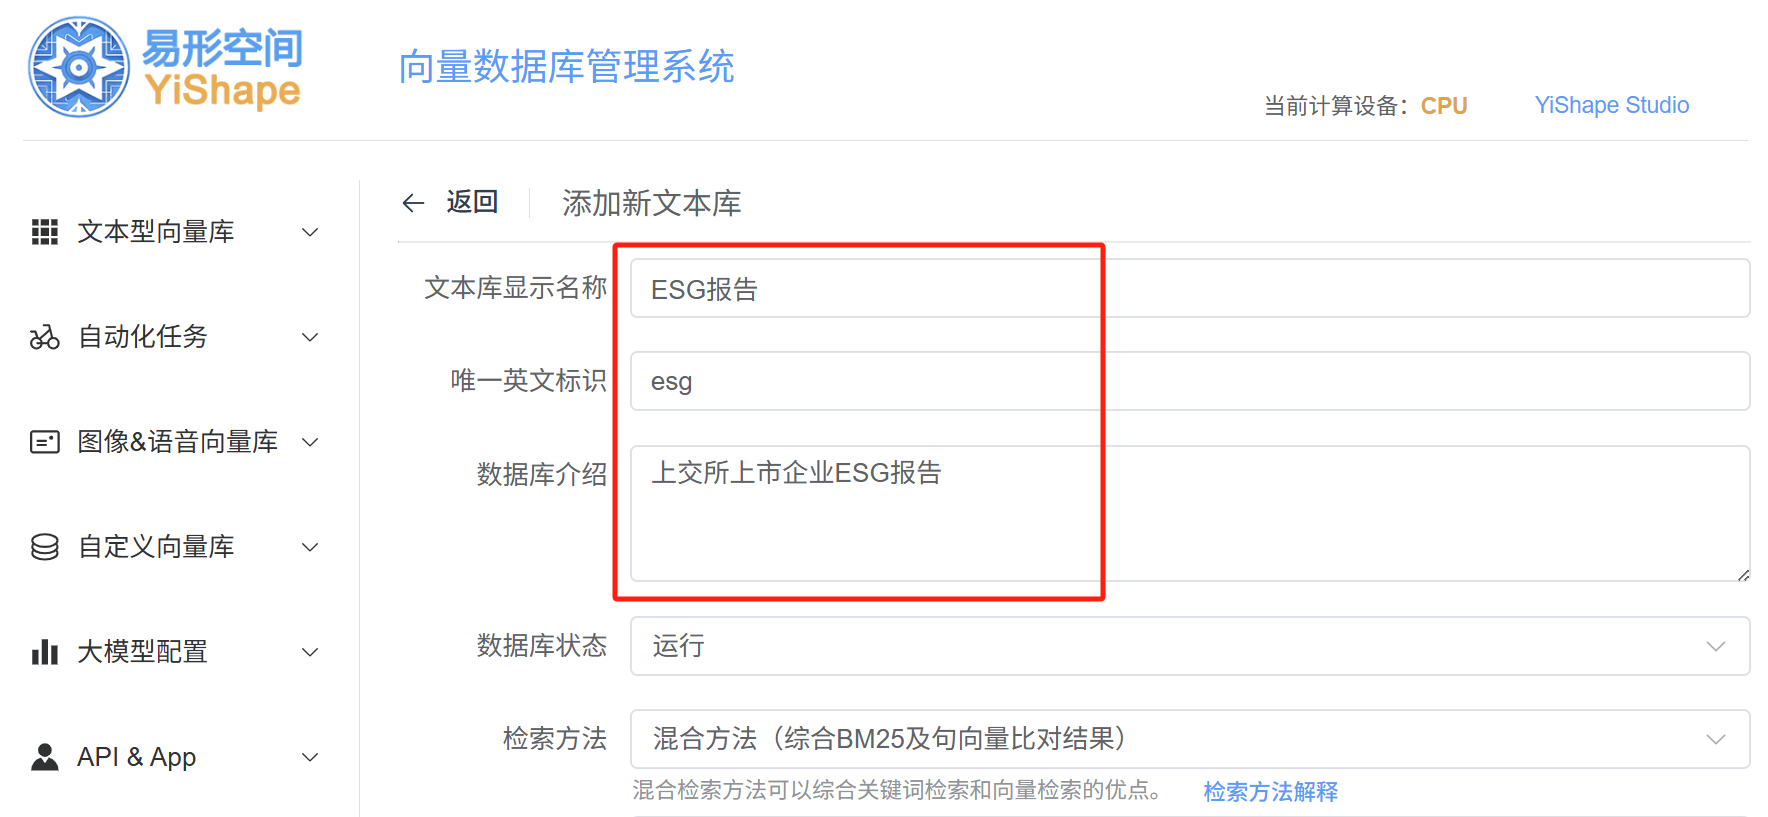 易形空间
YiShape
向量数据库管理系统
当前计算设备：CPU
YiShape Studio
文本型向量库
自动化任务
图像&语音向量库
自定义向量库
大模型配置
API & App
返回
添加新文本库
文本库显示名称
ESG报告
唯一英文标识
esg
数据库介绍
上交所上市企业ESG报告
数据库状态
运行
检索方法
混合方法（综合BM25及句向量比对结果）
混合检索方法可以综合关键词检索和向量检索的优点。
检索方法解释